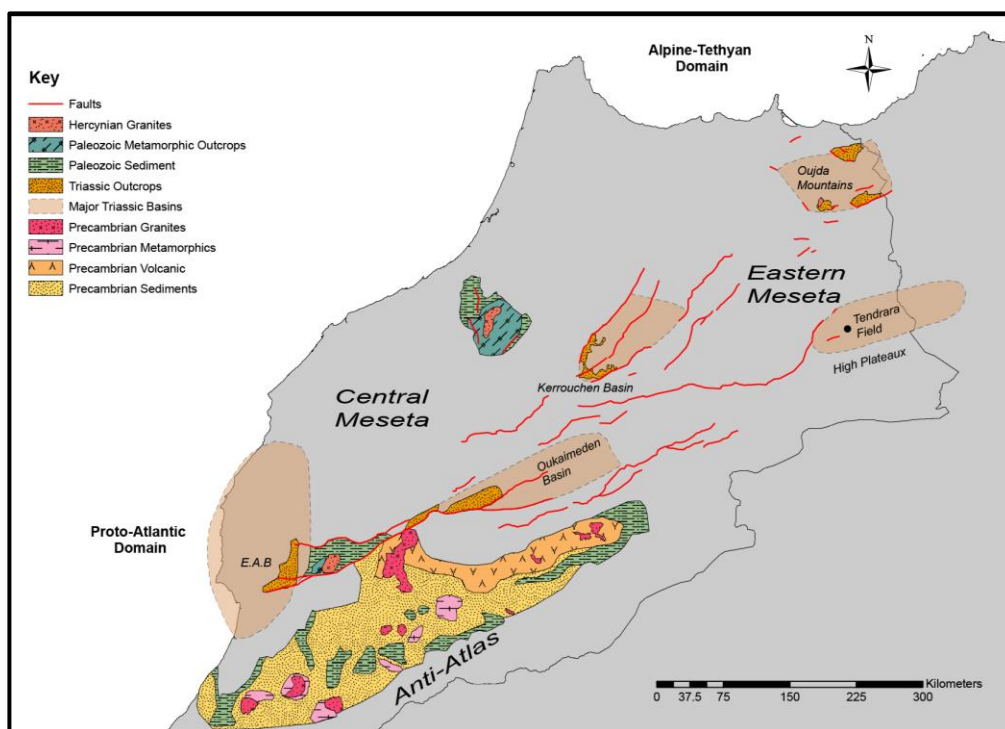 Alpine-Tethyan
Domain
N
Key
Faults
Hercynian Granites
Paleozoic Metamorphic Outcrops
Paleozoic Sediment
Triassic Outcrops
Major Triassic Basins
Precambrian Granites
Precambrian Metamorphics
Precambrian Volcanic
Precambrian Sediments
Oujda
Mountains
Eastern
Meseta
Tendrara
Field
High Plateaux
Kerrouchen Basin
Central
Meseta
Oukaimeden
Basin
Proto-Atlantic
Domain
E.A.B
Anti-Atlas
Kilometers
0 37.5 75 150 225 300